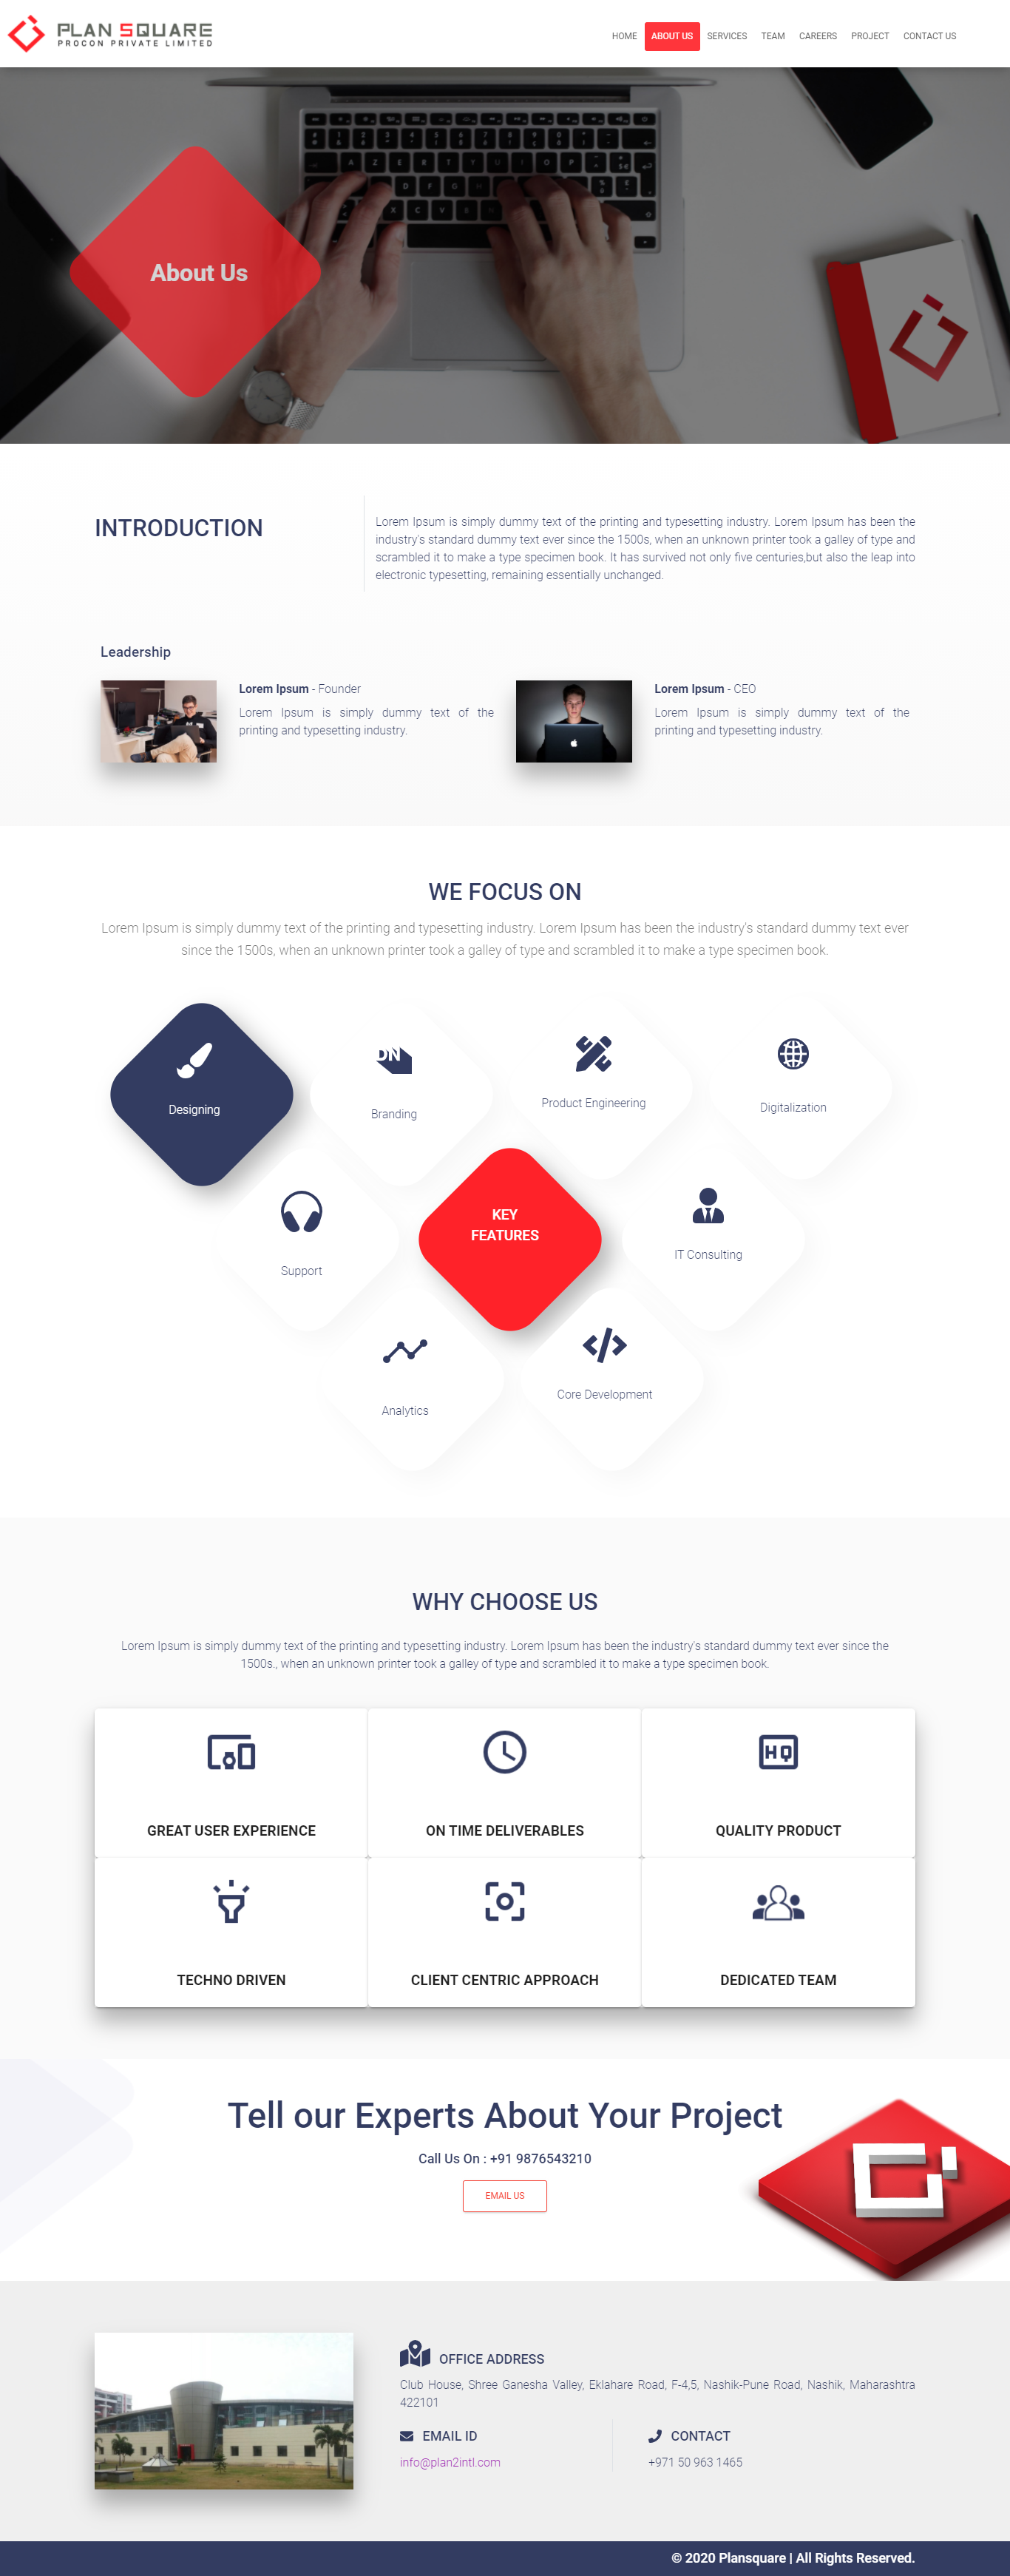 PLAN SQUARE
PROCON PRIVATE LIMITED
HOME ABOUT US SERVICES TEAM CAREERS PROJECT CONTACT US
About Us
INTRODUCTION
Lorem Ipsum is simply dummy text of the printing and typesetting industry. Lorem Ipsum has been the
industry's standard dummy text ever since the 1500s, when an unknown printer took a galley of type and
scrambled it to make a type specimen book. It has survived not only five centuries,but also the leap into
electronic typesetting, remaining essentially unchanged.
Leadership
Lorem Ipsum - Founder
Lorem Ipsum is simply dummy text of the
printing and typesetting industry.
Lorem Ipsum - CEO
Lorem Ipsum is simply dummy text of the
printing and typesetting industry.
WE FOCUS ON
Lorem Ipsum is simply dummy text of the printing and typesetting industry. Lorem Ipsum has been the industry's standard dummy text ever
since the 1500s, when an unknown printer took a galley of type and scrambled it to make a type specimen book.
Designing
DN
Branding
Product Engineering
Digitalization
Support
KEY
FEATURES
IT Consulting
Analytics
Core Development
WHY CHOOSE US
Lorem Ipsum is simply dummy text of the printing and typesetting industry. Lorem Ipsum has been the industry's standard dummy text ever since the
1500s., when an unknown printer took a galley of type and scrambled it to make a type specimen book.
GREAT USER EXPERIENCE
ON TIME DELIVERABLES
HQ
QUALITY PRODUCT
TECHNO DRIVEN
CLIENT CENTRIC APPROACH
DEDICATED TEAM
Tell our Experts About Your Project
Call Us On : +91 9876543210
EMAIL US
OFFICE ADDRESS
Club House, Shree Ganesha Valley, Eklahare Road, F-4,5, Nashik-Pune Road, Nashik, Maharashtra
422101
EMAIL ID
info@plan2intl.com
CONTACT
+971 50 963 1465
© 2020 Plansquare | All Rights Reserved.